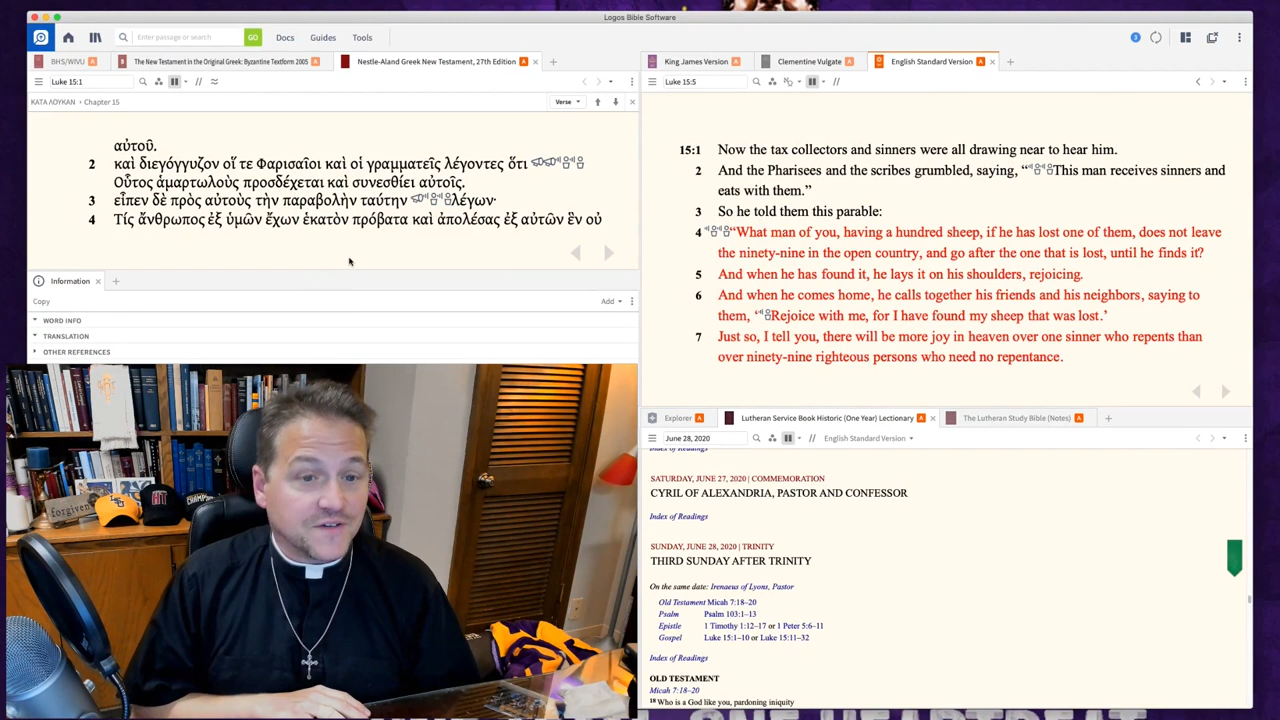 Logos Bible Software
Enter passage or search
GO
Docs
Guides
Tools
3
BHS/WIVU A
The New Testament in the Original Greek: Byzantine Textform 2005 A
Nestle-Aland Greek New Testament, 27th Edition A
Luke 15:1
ΚΑΤΑ ΛΟΥΚΑΝ › Chapter 15
Verse
αὐτοῦ.
2 καὶ διεγόγγυζον οἵ τε Φαρισαῖοι καὶ οἱ γραμματεῖς λέγοντες ὅτι
Οὗτος ἁμαρτωλοὺς προσδέχεται καὶ συνεσθίει αὐτοῖς.
3 εἶπεν δὲ πρὸς αὐτοὺς τὴν παραβολὴν ταύτην λέγων·
4 Τίς ἄνθρωπος ἐξ ὑμῶν ἔχων ἑκατὸν πρόβατα καὶ ἀπολέσας ἐξ αὐτῶν ἓν οὐ
Information
Copy
Add
WORD INFO
TRANSLATION
OTHER REFERENCES
King James Version A
Clementine Vulgate A
English Standard Version A
Luke 15:5
15:1 Now the tax collectors and sinners were all drawing near to hear him.
2 And the Pharisees and the scribes grumbled, saying, “This man receives sinners and
eats with them.”
3 So he told them this parable:
4 “What man of you, having a hundred sheep, if he has lost one of them, does not leave
the ninety-nine in the open country, and go after the one that is lost, until he finds it?
5 And when he has found it, he lays it on his shoulders, rejoicing.
6 And when he comes home, he calls together his friends and his neighbors, saying to
them, ‘Rejoice with me, for I have found my sheep that was lost.’
7 Just so, I tell you, there will be more joy in heaven over one sinner who repents than
over ninety-nine righteous persons who need no repentance.
Explorer A
Lutheran Service Book Historic (One Year) Lectionary A
The Lutheran Study Bible (Notes) A
June 28, 2020
English Standard Version
Index of Readings
SATURDAY, JUNE 27, 2020 | COMMEMORATION
CYRIL OF ALEXANDRIA, PASTOR AND CONFESSOR
Index of Readings
SUNDAY, JUNE 28, 2020 | TRINITY
THIRD SUNDAY AFTER TRINITY
On the same date: Irenaeus of Lyons, Pastor
Old Testament Micah 7:18–20
Psalm Psalm 103:1–13
Epistle 1 Timothy 1:12–17 or 1 Peter 5:6–11
Gospel Luke 15:1–10 or Luke 15:11–32
Index of Readings
OLD TESTAMENT
Micah 7:18–20
18 Who is a God like you, pardoning iniquity
forgiven